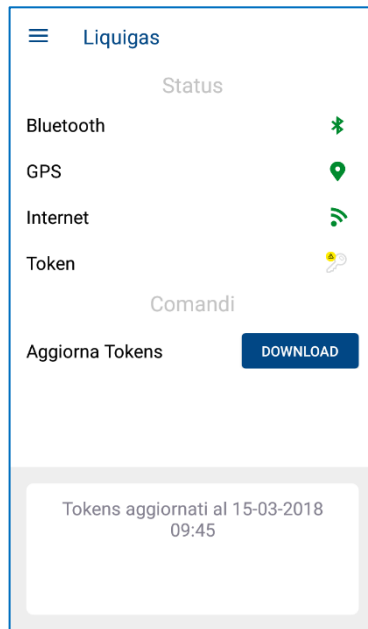 Liquigas
Status
Bluetooth
GPS
Internet
Token
Comandi
Aggiorna Tokens DOWNLOAD
Tokens aggiornati al 15-03-2018
09:45